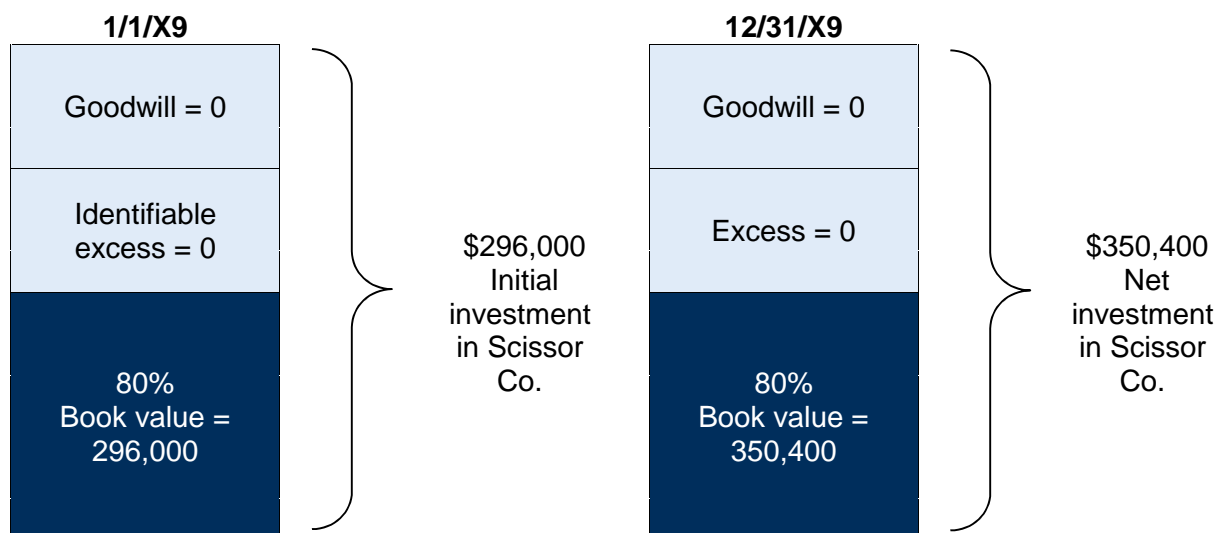 1/1/X9
Goodwill = 0
Identifiable
excess = 0
80%
Book value =
296,000
$296,000
Initial
investment
in Scissor
Co.
12/31/X9
Goodwill = 0
Excess = 0
80%
Book value =
350,400
$350,400
Net
investment
in Scissor
Co.